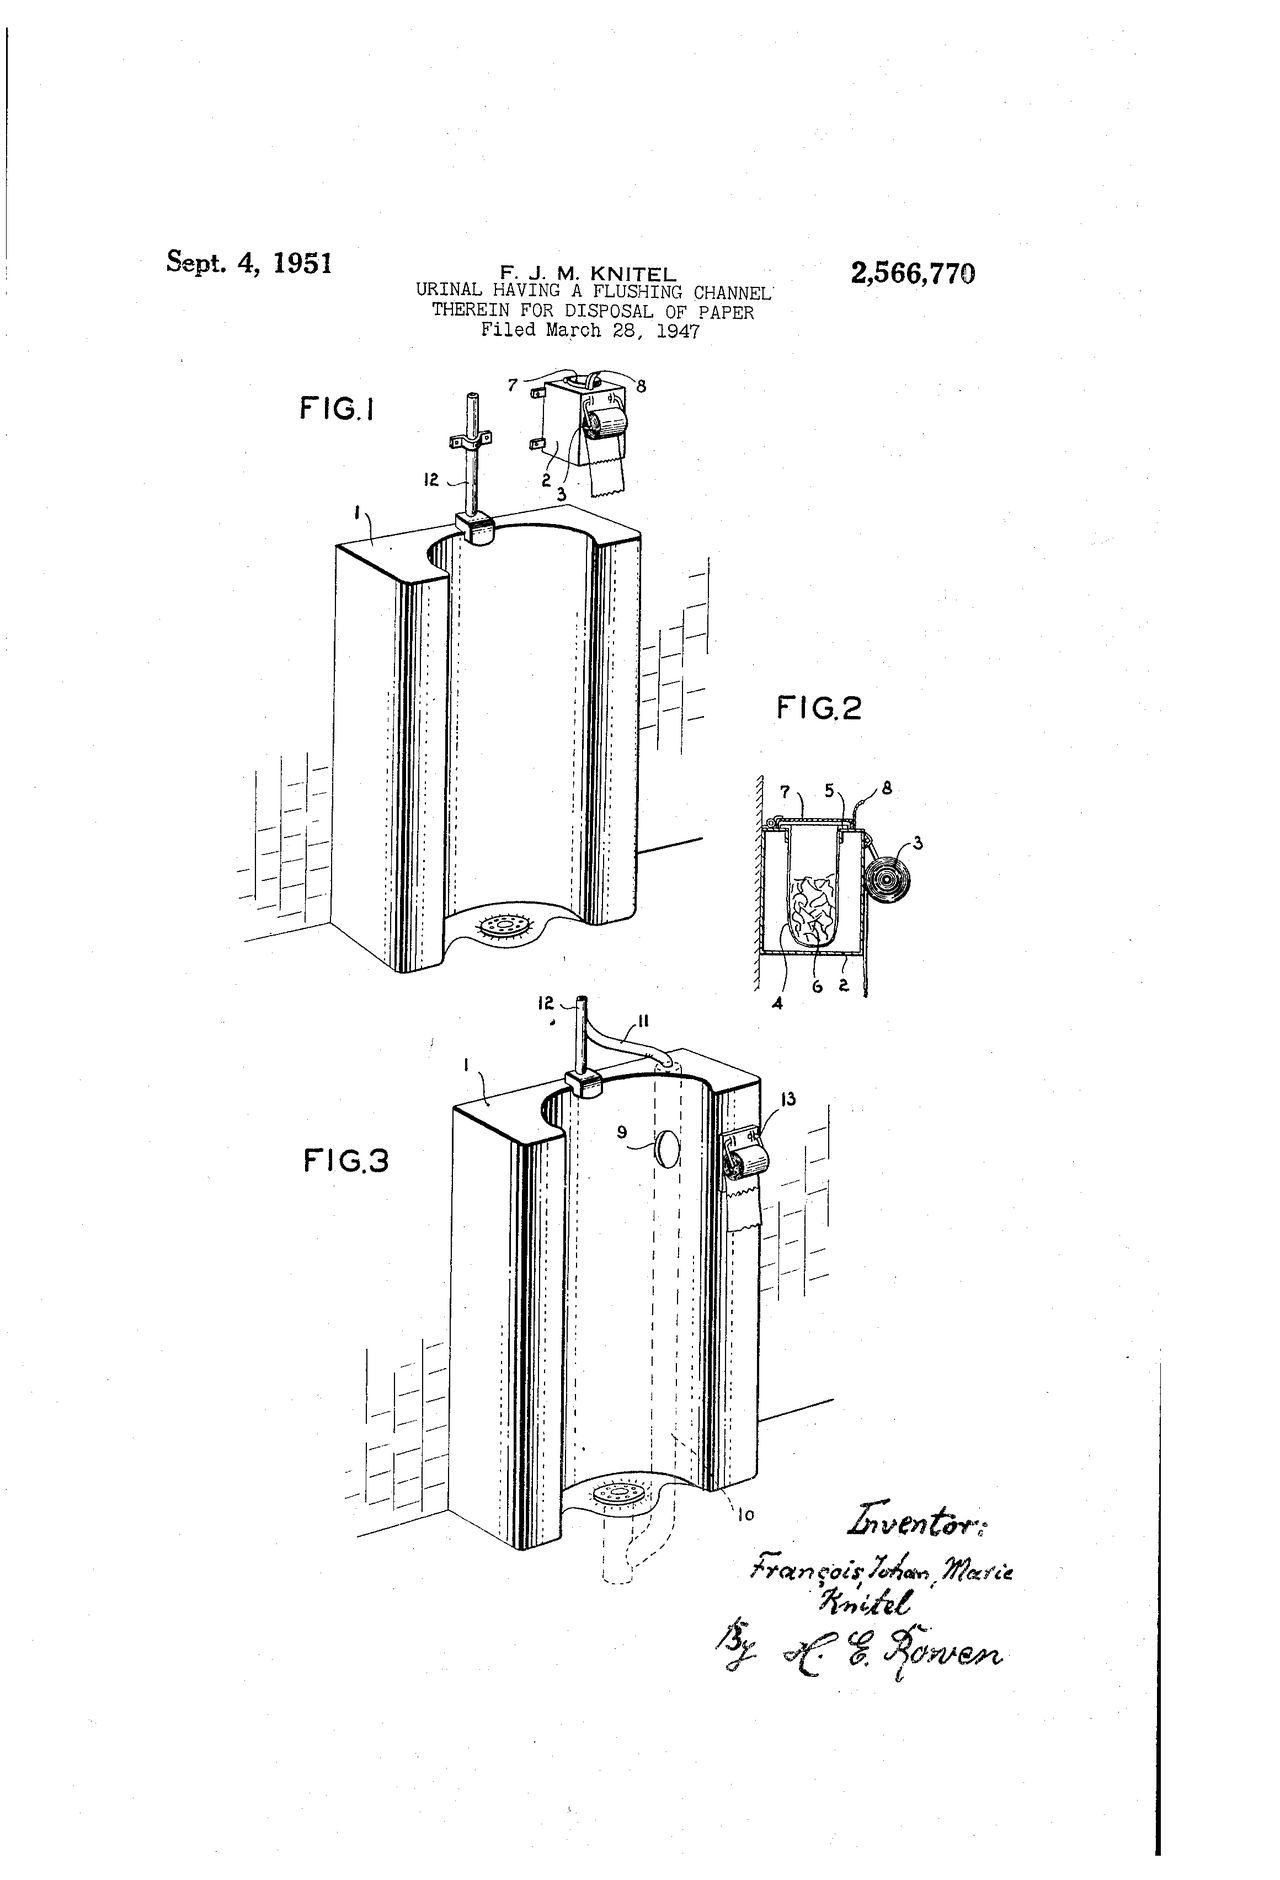 Sept. 4, 1951
F. J. M. KNITEL
2,566,770
URINAL HAVING A FLUSHING CHANNEL
THEREIN FOR DISPOSAL OF PAPER
Filed March 28, 1947
FIG.1
7
8
12
2
3
1
FIG.2
7
5
8
3
4
6
2
12
11
1
13
9
FIG.3
10
Inventor:
François, Johan, Marie
Knitel
By H. E. Rowen